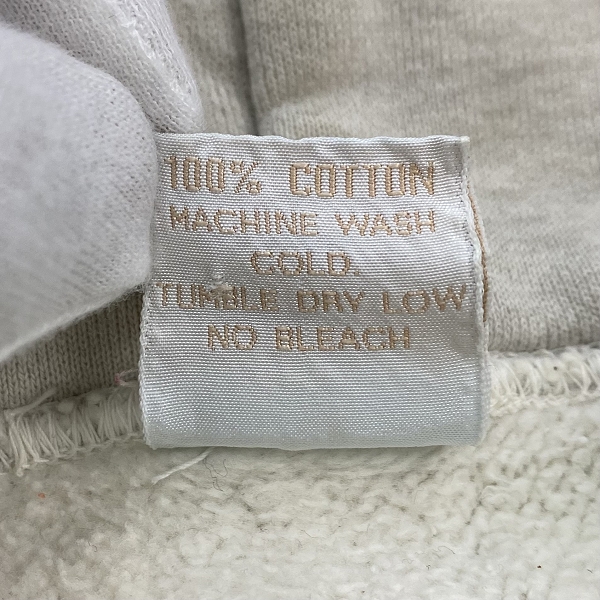 100% COTTON
MACHINE WASH
COLD.
TUMBLE DRY LOW
NO BLEACH